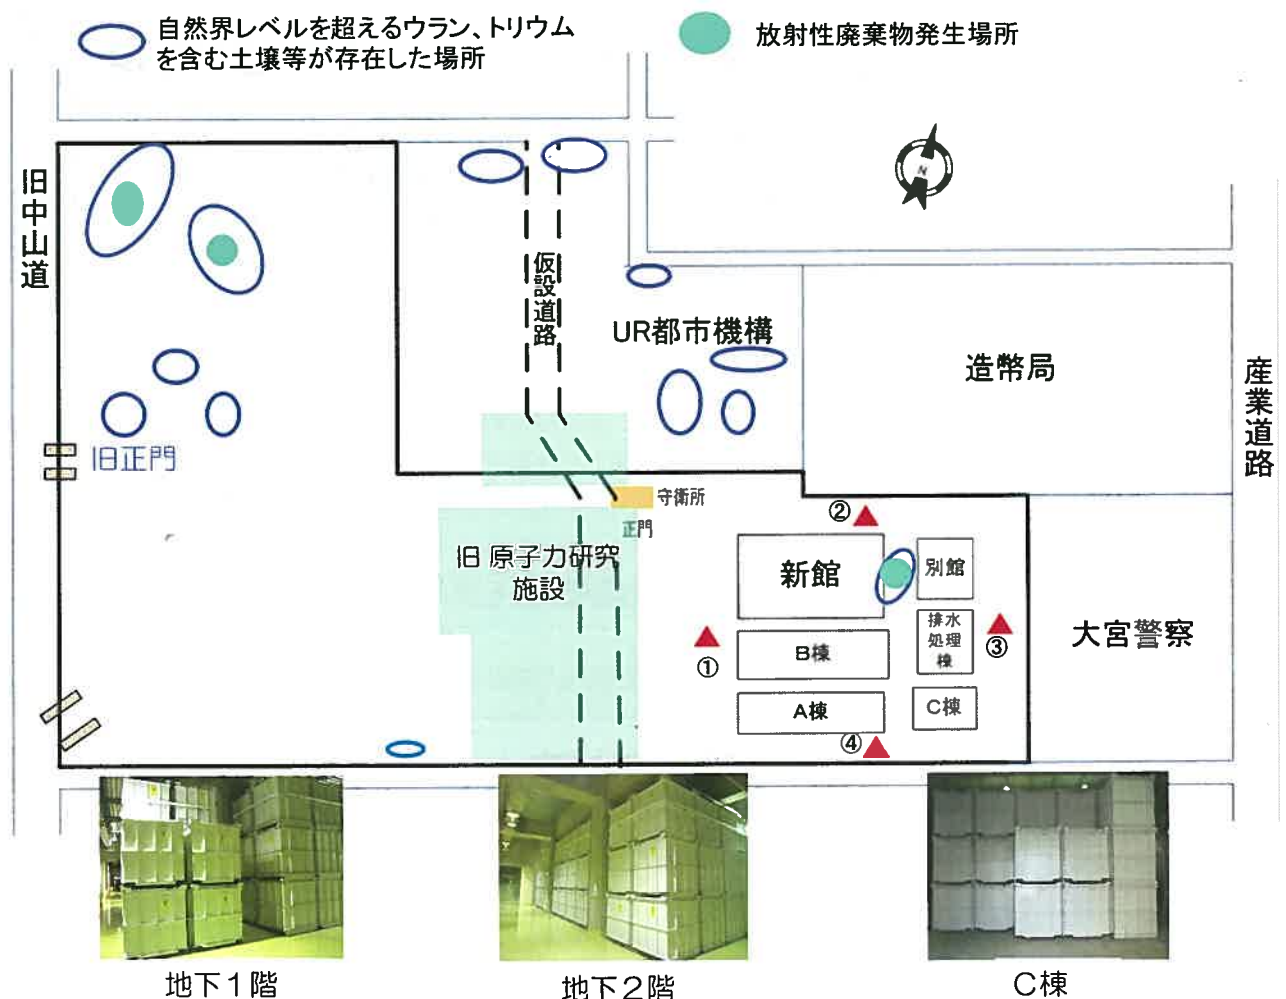 自然界レベルを超えるウラン、トリウム
を含む土壌等が存在した場所
放射性廃棄物発生場所
旧中山道
N
仮設道路
UR都市機構
造幣局
産業道路
旧正門
守衛所
正門
②
旧 原子力研究
施設
新館
別館
排水
処理
棟
③
①
B棟
大宮警察
A棟
C棟
④
地下1階
地下2階
C棟